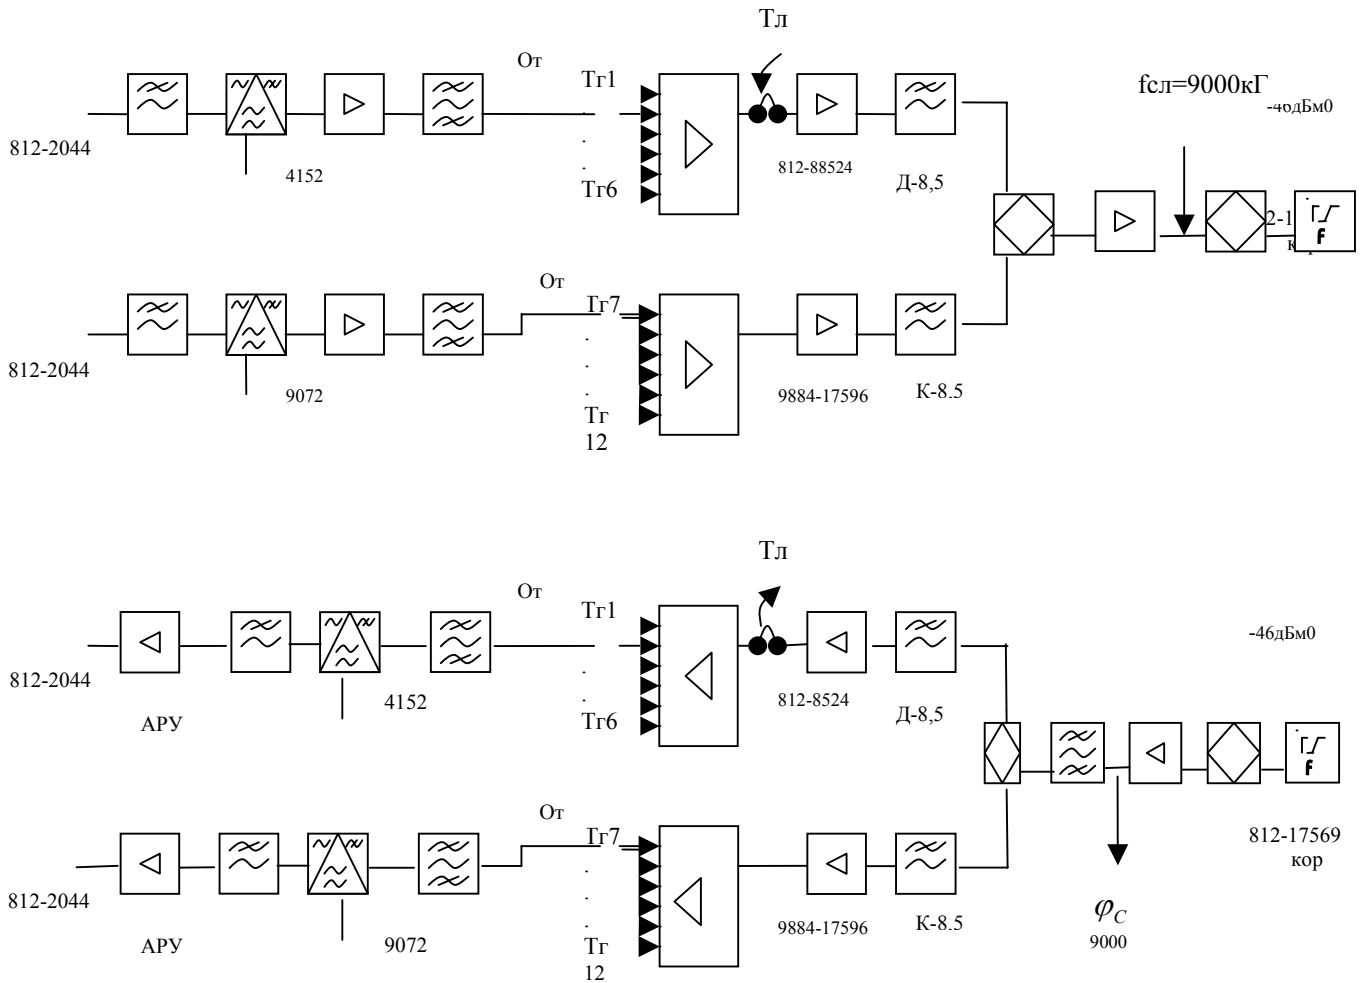 Тл
От
Тг1
fсл=9000кГ
-46дБм0
812-2044
4152
.
.
Тг6
812-88524
Д-8,5
2-1
f
От
Тг7
812-2044
9072
.
.
Тг
12
9884-17596
К-8.5
Тл
От
Тг1
-46дБм0
812-2044
АРУ
4152
.
.
Тг6
812-8524
Д-8,5
f
От
Тг7
812-17569
кор
812-2044
АРУ
9072
.
.
Тг
12
9884-17596
К-8.5
φC
9000